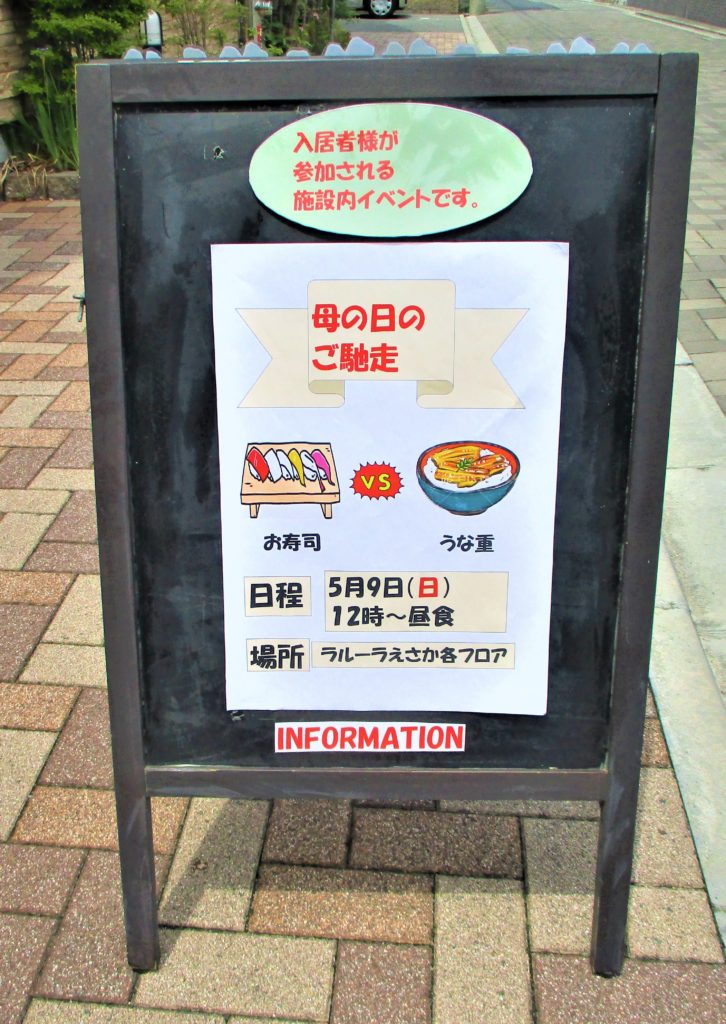 入居者様が
参加される
施設内イベントです。
母の日の
ご馳走
VS
お寿司
うな重
日程
5月9日(日)
12時～昼食
場所
ラルーラえさか各フロア
INFORMATION